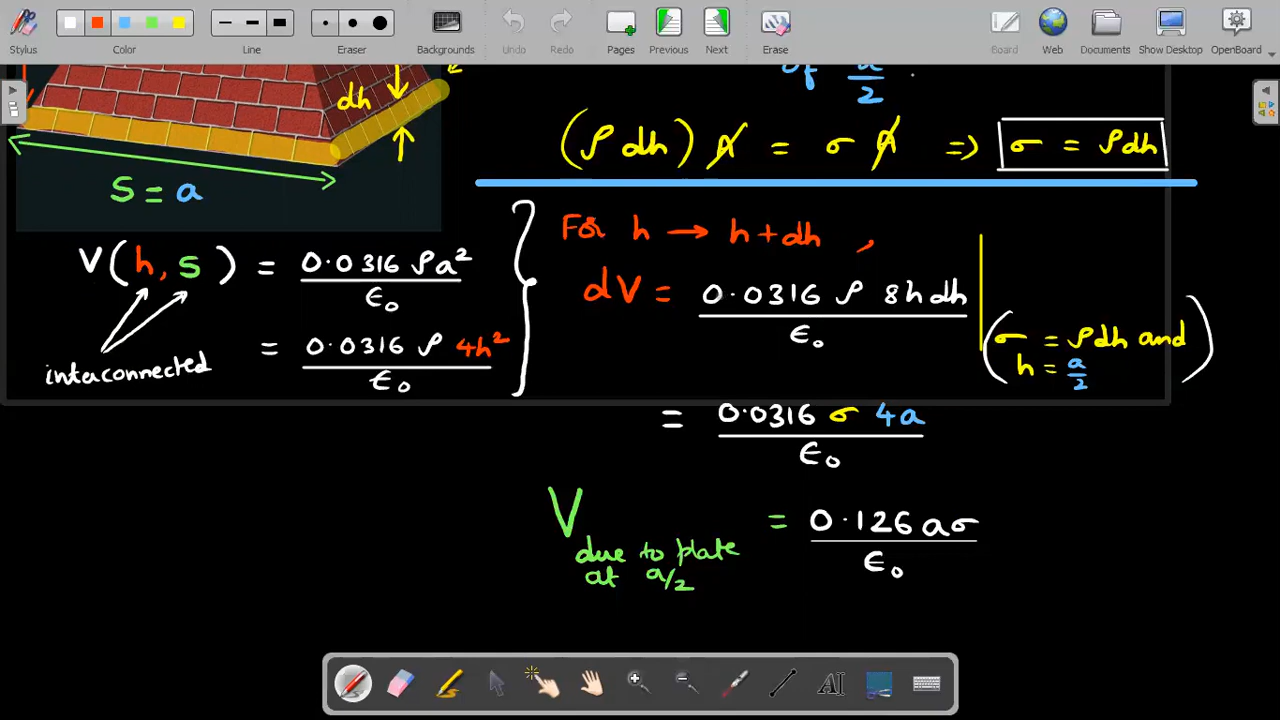 Stylus
Color
Line
Eraser
Backgrounds
Undo
Redo
Pages
Previous
Next
Erase
Board
Web
Documents
Show Desktop
OpenBoard
of a/2
dh
(ρ dh) A = σ A => σ = ρdh
S = a
V(h, s) = 0.0316 ρa² / ε₀
= 0.0316 ρ 4h² / ε₀
interconnected
For h → h + dh ,
dV = 0.0316 ρ 8h dh / ε₀
(σ = ρdh and
h = a/2)
= 0.0316 σ 4a / ε₀
V due to plate at a/2 = 0.126 aσ / ε₀